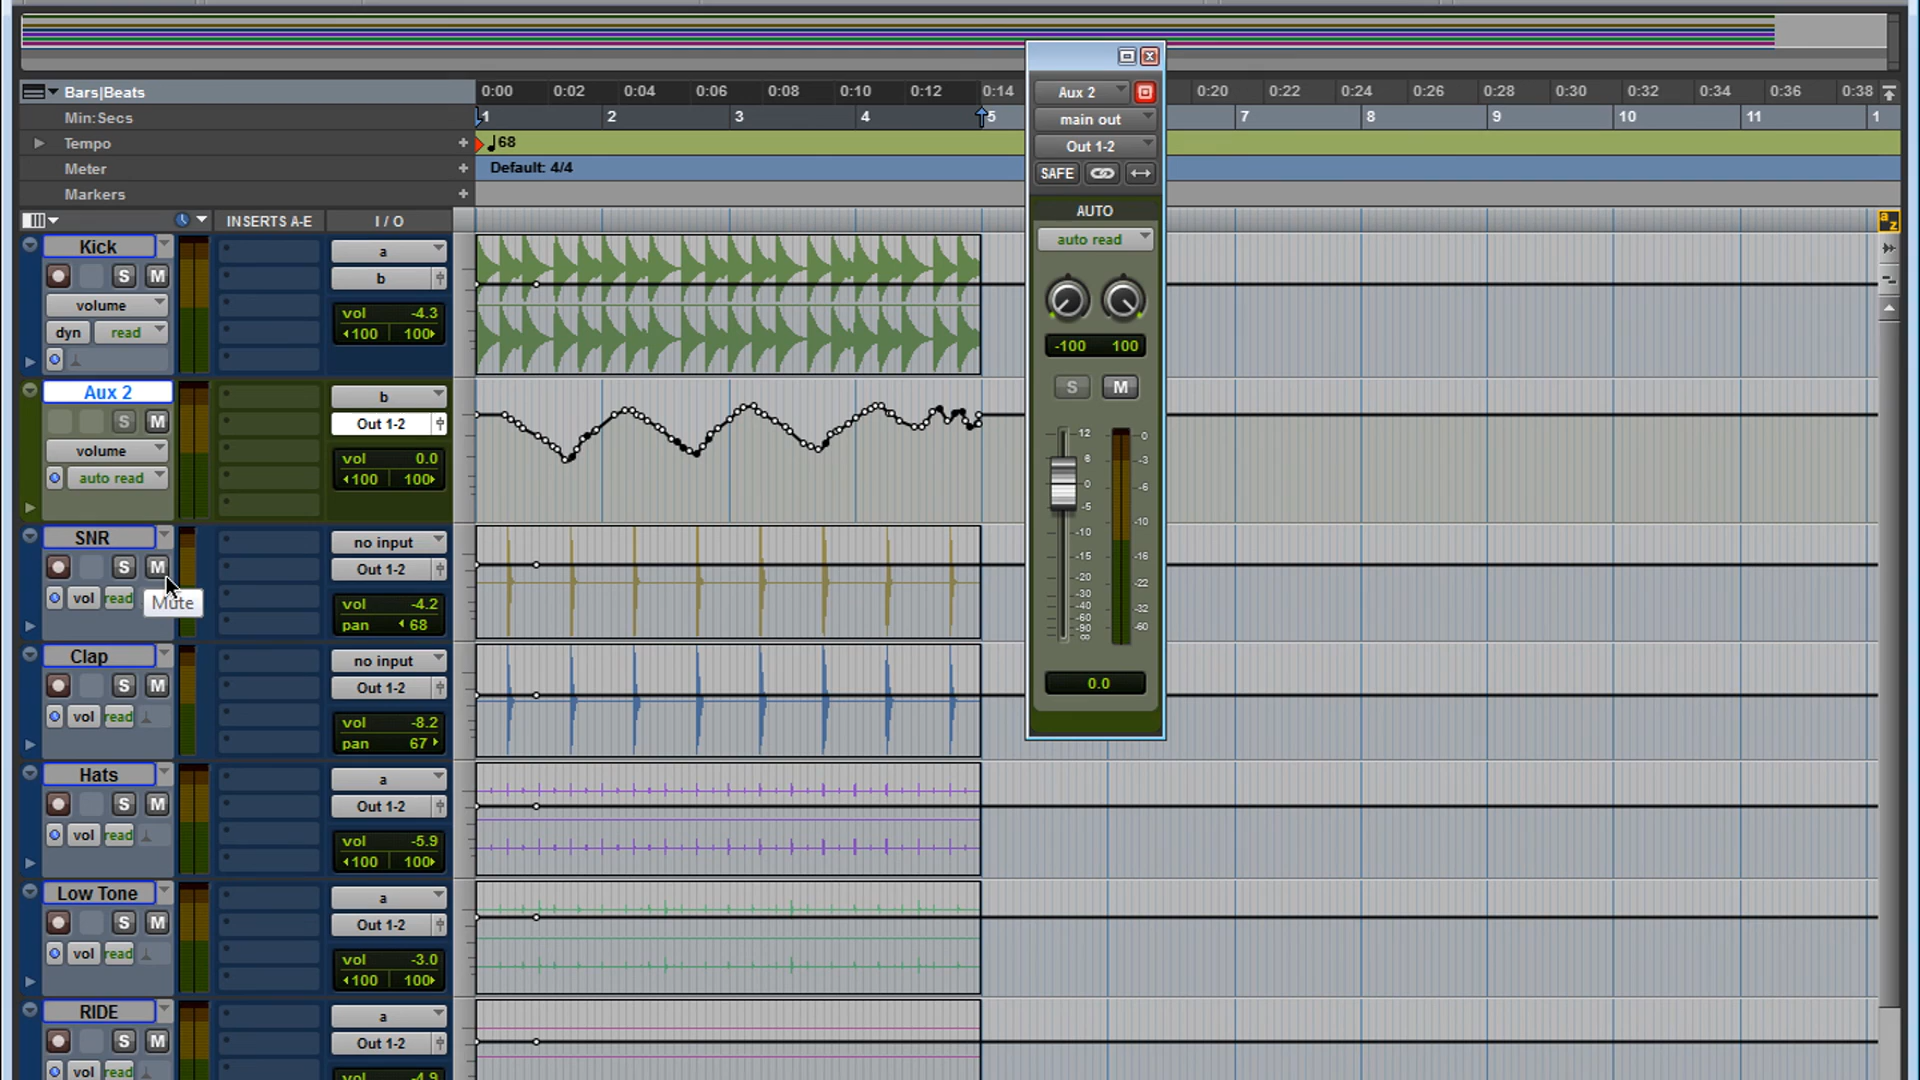 Bars|Beats 0:00 0:02 0:04 0:06 0:08 0:10 0:12 0:14 0:20 0:22 0:24 0:26 0:28 0:30 0:32 0:34 0:36 0:38
Min:Secs 1 2 3 4 5 7 8 9 10 11 1
Tempo + 68
Meter + Default: 4/4
Markers +
INSERTS A-E I / O
Kick a
S M b
volume vol -4.3
dyn read 100 100
Aux 2 b
S M Out 1-2
volume vol 0.0
auto read 100 100
SNR no input
S M Out 1-2
vol read vol -4.2
Mute pan 68
Clap no input
S M Out 1-2
vol read vol -8.2
pan 67
Hats a
S M Out 1-2
vol read vol -5.9
100 100
Low Tone a
S M Out 1-2
vol read vol -3.0
100 100
RIDE a
S M Out 1-2
vol read vol -4.9
Aux 2
main out
Out 1-2
SAFE
AUTO
auto read
-100 100
S M
12 0
6 -3
0 -6
-5 -10
-10 -16
-15 -22
-20 -32
-30 -60
-40
-60
-90
∞
0.0
a z